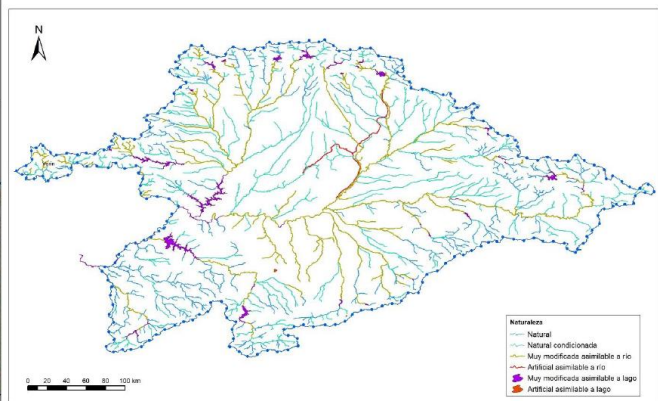 N
0 20 40 60 80 100 km
Naturaleza
Natural
Natural condicionada
Muy modificada asimilable a río
Artificial asimilable a río
Muy modificada asimilable a lago
Artificial asimilable a lago